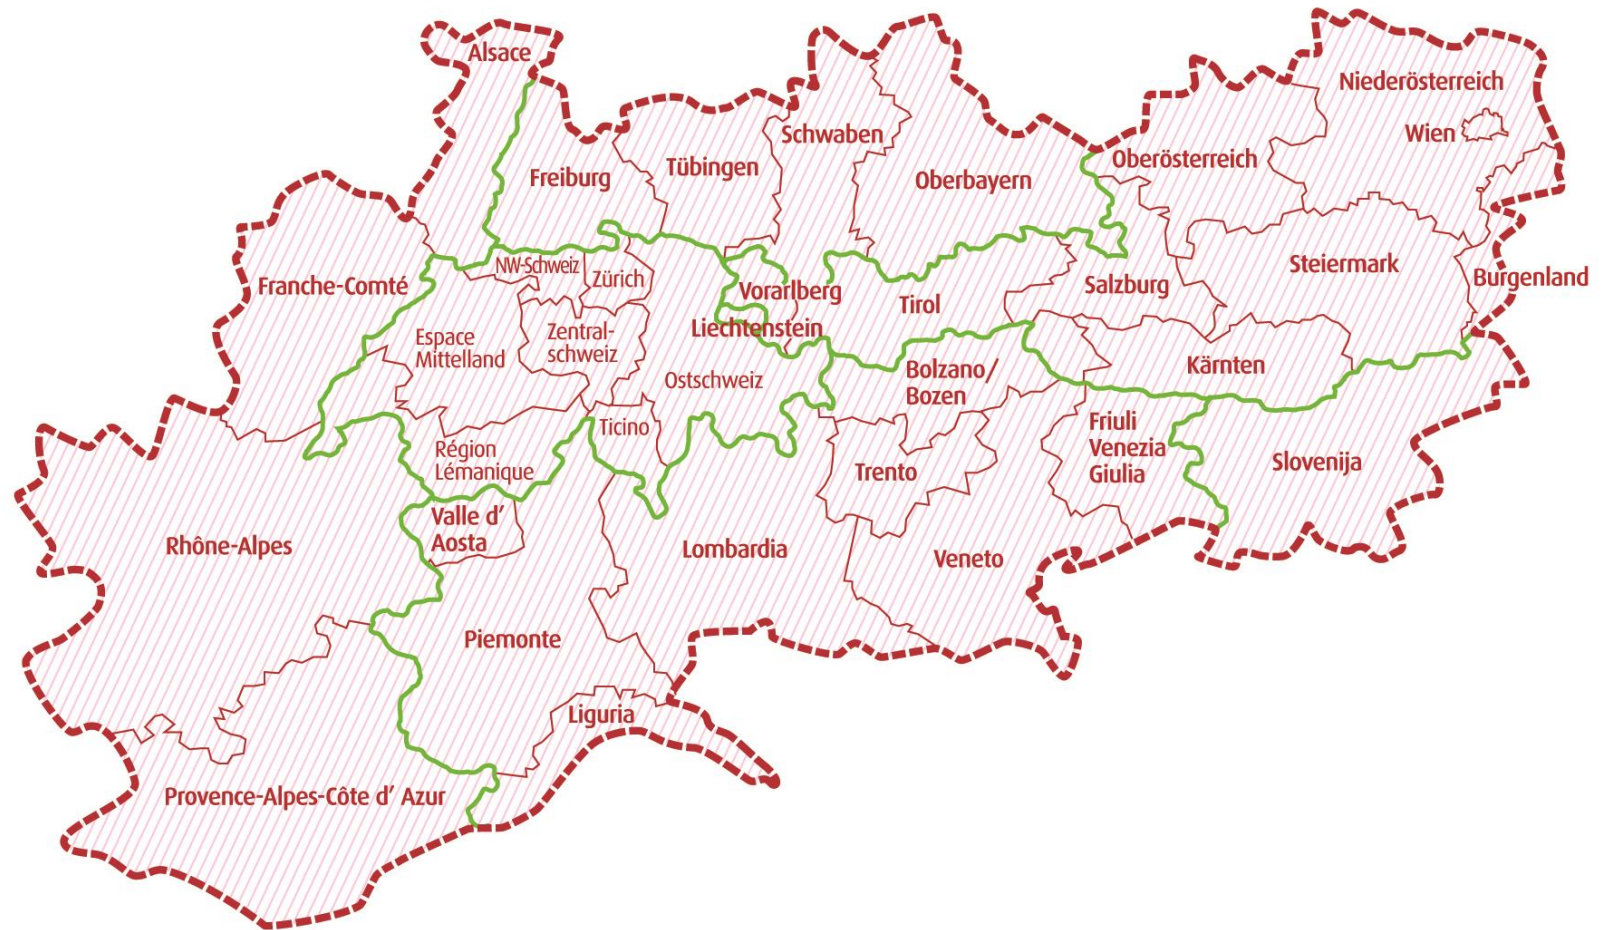 Alsace
Niederösterreich
Wien
Schwaben
Oberösterreich
Tübingen
Freiburg
Oberbayern
NW-Schweiz
Zürich
Steiermark
Burgenland
Franche-Comté
Vorarlberg
Tirol
Salzburg
Liechtenstein
Espace
Mittelland
Zentral-
schweiz
Ostschweiz
Bolzano/
Bozen
Kärnten
Ticino
Friuli
Venezia
Giulia
Région
Lémanique
Trento
Slovenija
Valle d’
Aosta
Rhône-Alpes
Lombardia
Veneto
Piemonte
Liguria
Provence-Alpes-Côte d’ Azur